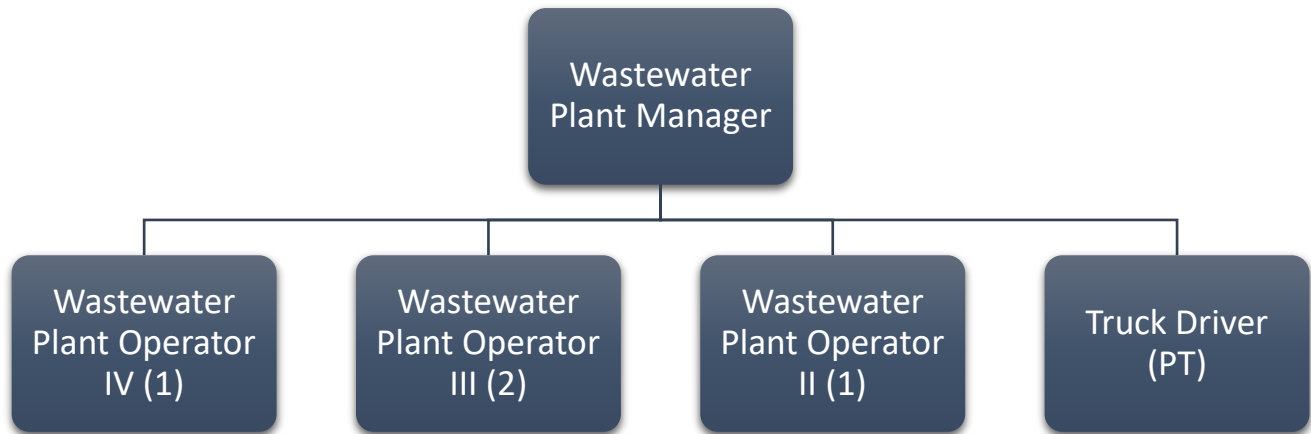 Wastewater
Plant Manager
Wastewater
Plant Operator
IV (1)
Wastewater
Plant Operator
III (2)
Wastewater
Plant Operator
II (1)
Truck Driver
(PT)